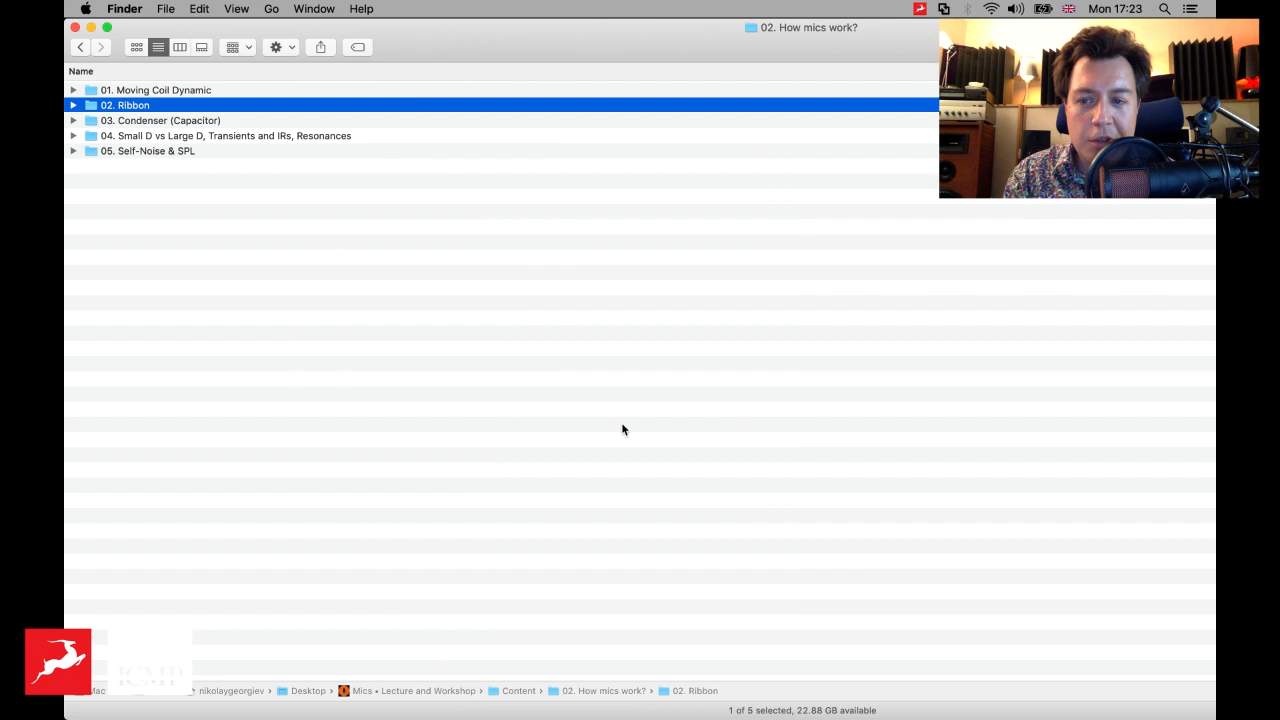 Finder File Edit View Go Window Help Mon 17:23
02. How mics work?
Name
01. Moving Coil Dynamic
02. Ribbon
03. Condenser (Capacitor)
04. Small D vs Large D, Transients and IRs, Resonances
05. Self-Noise & SPL
Mac nikolaygeorgiev › Desktop › Mics • Lecture and Workshop › Content › 02. How mics work? › 02. Ribbon
1 of 5 selected, 22.88 GB available